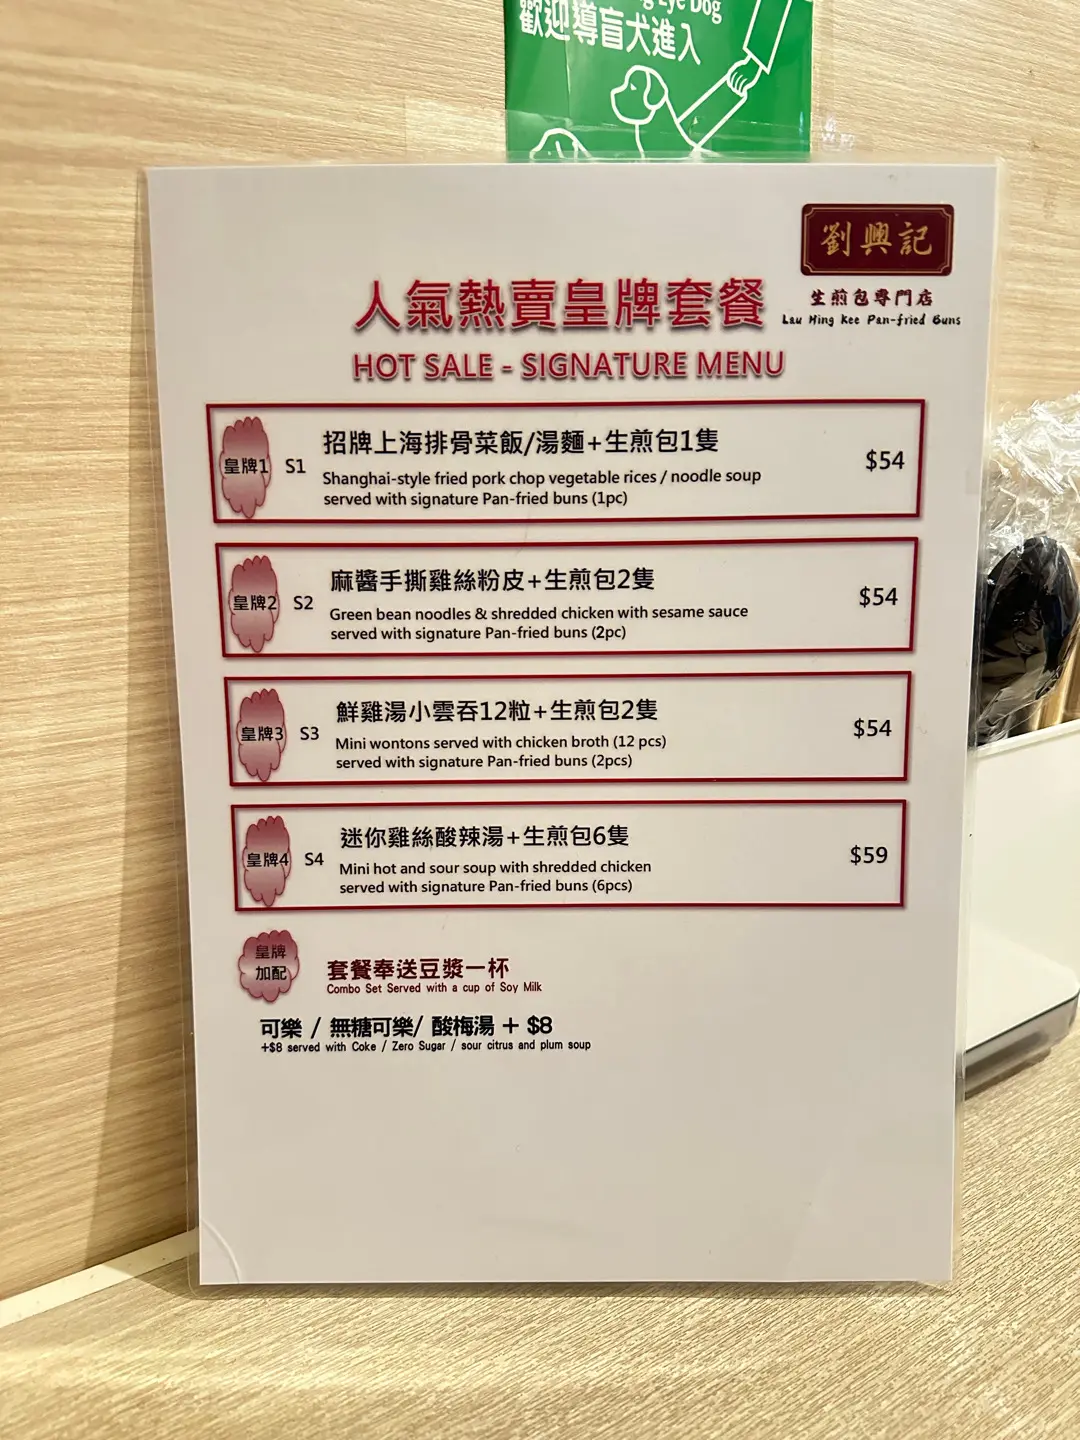 Eye Dog
歡迎導盲犬進入
劉興記
生煎包專門店
Lau Hing Kee Pan-fried Buns
人氣熱賣皇牌套餐
HOT SALE - SIGNATURE MENU
皇牌1 S1 招牌上海排骨菜飯/湯麵+生煎包1隻 $54
Shanghai-style fried pork chop vegetable rices / noodle soup
served with signature Pan-fried buns (1pc)
皇牌2 S2 麻醬手撕雞絲粉皮+生煎包2隻 $54
Green bean noodles & shredded chicken with sesame sauce
served with signature Pan-fried buns (2pc)
皇牌3 S3 鮮雞湯小雲吞12粒+生煎包2隻 $54
Mini wontons served with chicken broth (12 pcs)
served with signature Pan-fried buns (2pcs)
皇牌4 S4 迷你雞絲酸辣湯+生煎包6隻 $59
Mini hot and sour soup with shredded chicken
served with signature Pan-fried buns (6pcs)
皇牌
加配
套餐奉送豆漿一杯
Combo Set Served with a cup of Soy Milk
可樂 / 無糖可樂/ 酸梅湯 + $8
+$8 served with Coke / Zero Sugar / sour citrus and plum soup